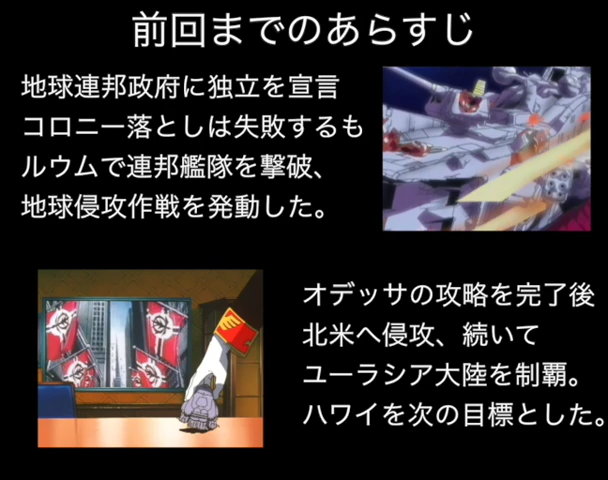 前回までのあらすじ
地球連邦政府に独立を宣言
コロニー落としは失敗するも
ルウムで連邦艦隊を撃破、
地球侵攻作戦を発動した。
オデッサの攻略を完了後
北米へ侵攻、続いて
ユーラシア大陸を制覇。
ハワイを次の目標とした。